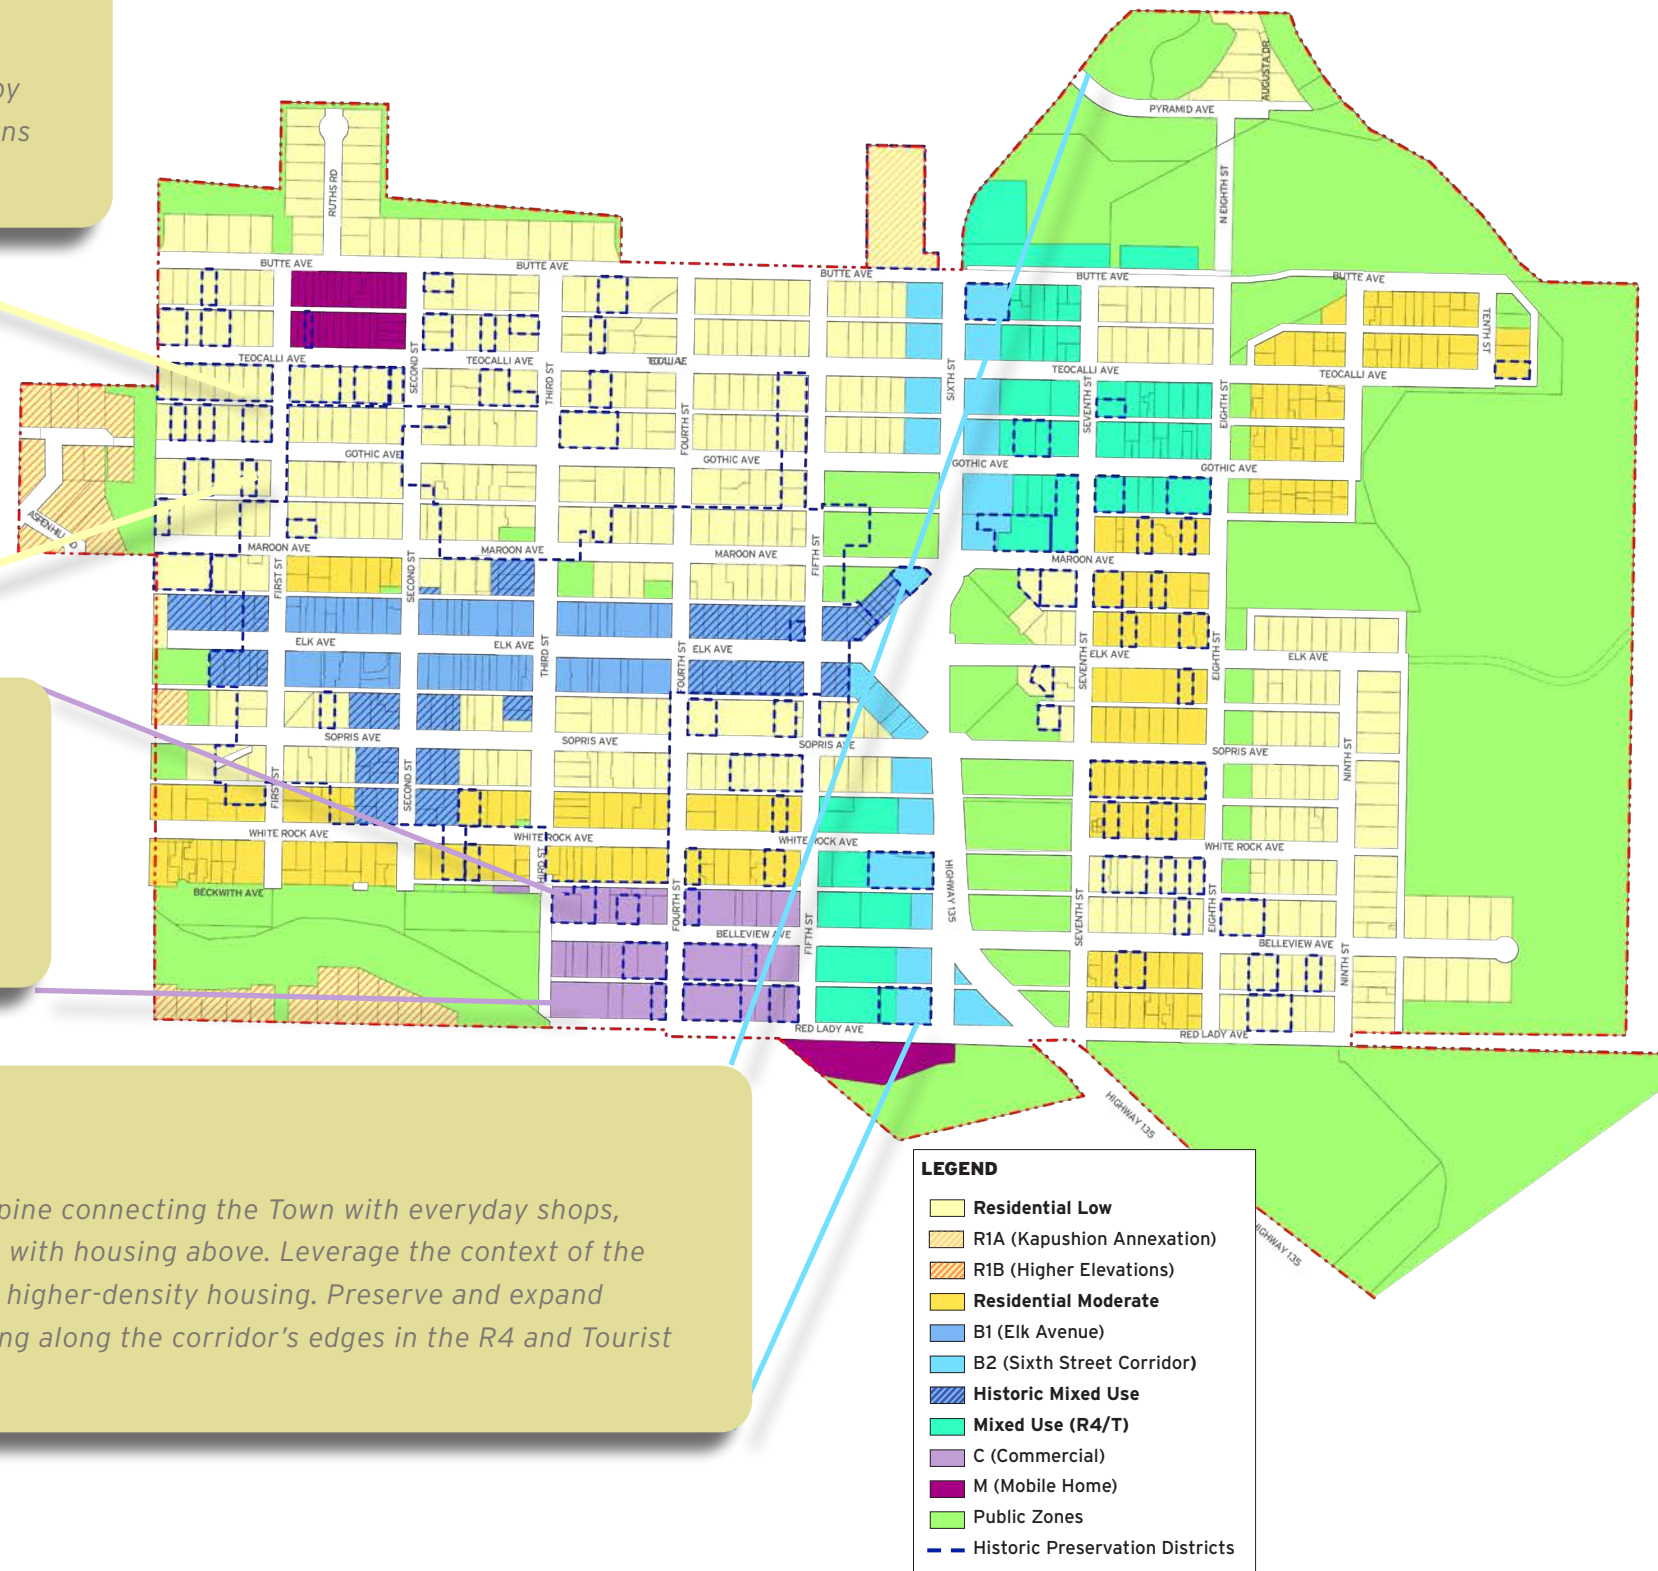 by
ns
AUGUSTA DR
PYRAMID AVE
RUTHS RD
N EIGHTH ST
BUTTE AVE
BUTTE AVE
BUTTE AVE
BUTTE AVE
BUTTE AVE
TENTH ST
TEOCALLI AVE
SECOND ST
TEOCALLI AVE
THIRD ST
SIXTH ST
TEOCALLI AVE
SEVENTH ST
TEOCALLI AVE
EIGHTH ST
FOURTH ST
GOTHIC AVE
GOTHIC AVE
GOTHIC AVE
GOTHIC AVE
MAROON AVE
MAROON AVE
MAROON AVE
FIFTH ST
MAROON AVE
FIRST ST
SECOND ST
ELK AVE
ELK AVE
THIRD ST
ELK AVE
FOURTH ST
ELK AVE
SEVENTH ST
EIGHTH ST
ELK AVE
SOPRIS AVE
SOPRIS AVE
SOPRIS AVE
SOPRIS AVE
NINTH ST
FIRST ST
SECOND ST
WHITE ROCK AVE
WHITE ROCK AVE
WHITE ROCK AVE
WHITE ROCK AVE
BECKWITH AVE
HIRD ST
FOURTH ST
FIFTH ST
HIGHWAY 135
SEVENTH ST
EIGHTH ST
BELLEVIEW AVE
BELLEVIEW AVE
NINTH ST
RED LADY AVE
RED LADY AVE
HIGHWAY 135
HIGHWAY 135
pine connecting the Town with everyday shops,
with housing above. Leverage the context of the
higher-density housing. Preserve and expand
ng along the corridor's edges in the R4 and Tourist
LEGEND
Residential Low
R1A (Kapushion Annexation)
R1B (Higher Elevations)
Residential Moderate
B1 (Elk Avenue)
B2 (Sixth Street Corridor)
Historic Mixed Use
Mixed Use (R4/T)
C (Commercial)
M (Mobile Home)
Public Zones
Historic Preservation Districts